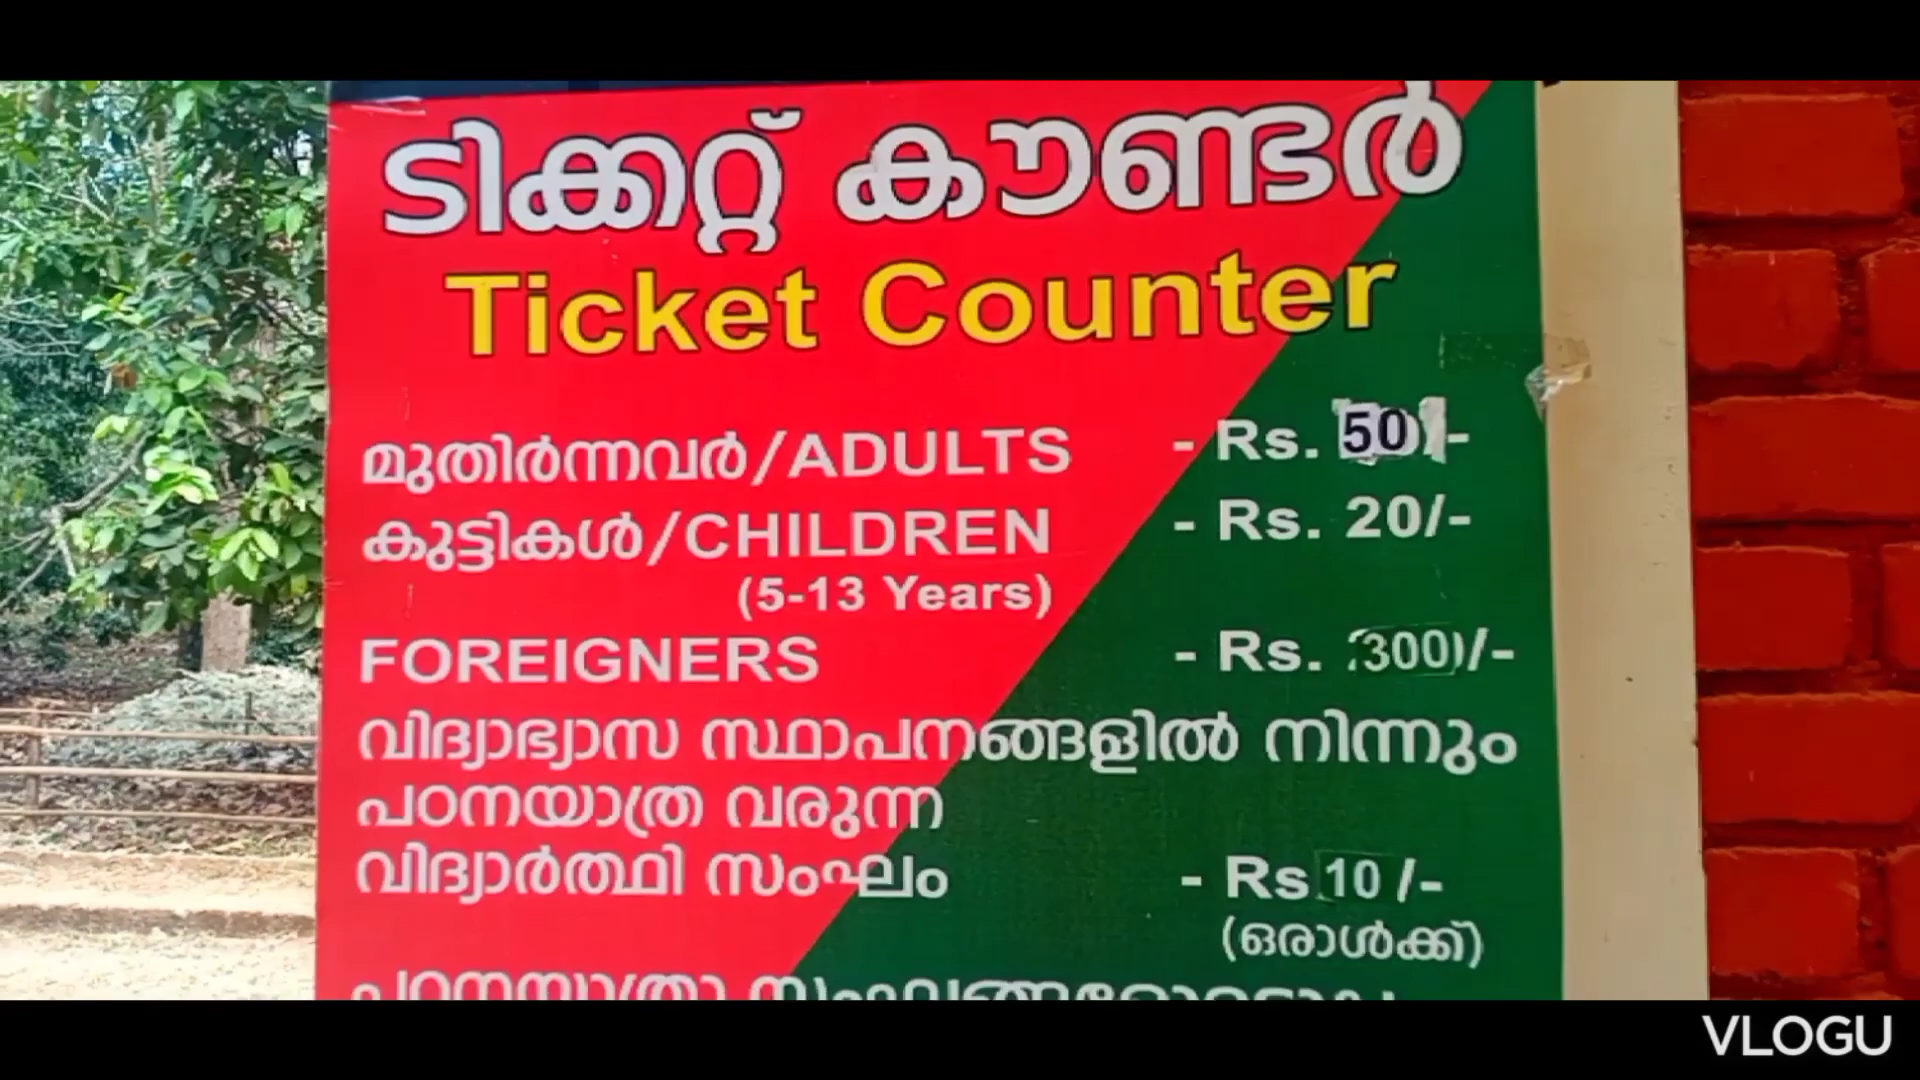 ടിക്കറ്റ് കൗണ്ടർ
Ticket Counter
മുതിർന്നവർ/ADULTS - Rs. 50/-
കുട്ടികൾ/CHILDREN - Rs. 20/-
(5-13 Years)
FOREIGNERS - Rs. 300/-
വിദ്യാഭ്യാസ സ്ഥാപനങ്ങളിൽ നിന്നും
പഠനയാത്ര വരുന്ന
വിദ്യാർത്ഥി സംഘം - Rs.10 /-
(ഒരാൾക്ക്)
പഠനയാത്രാ
VLOGU